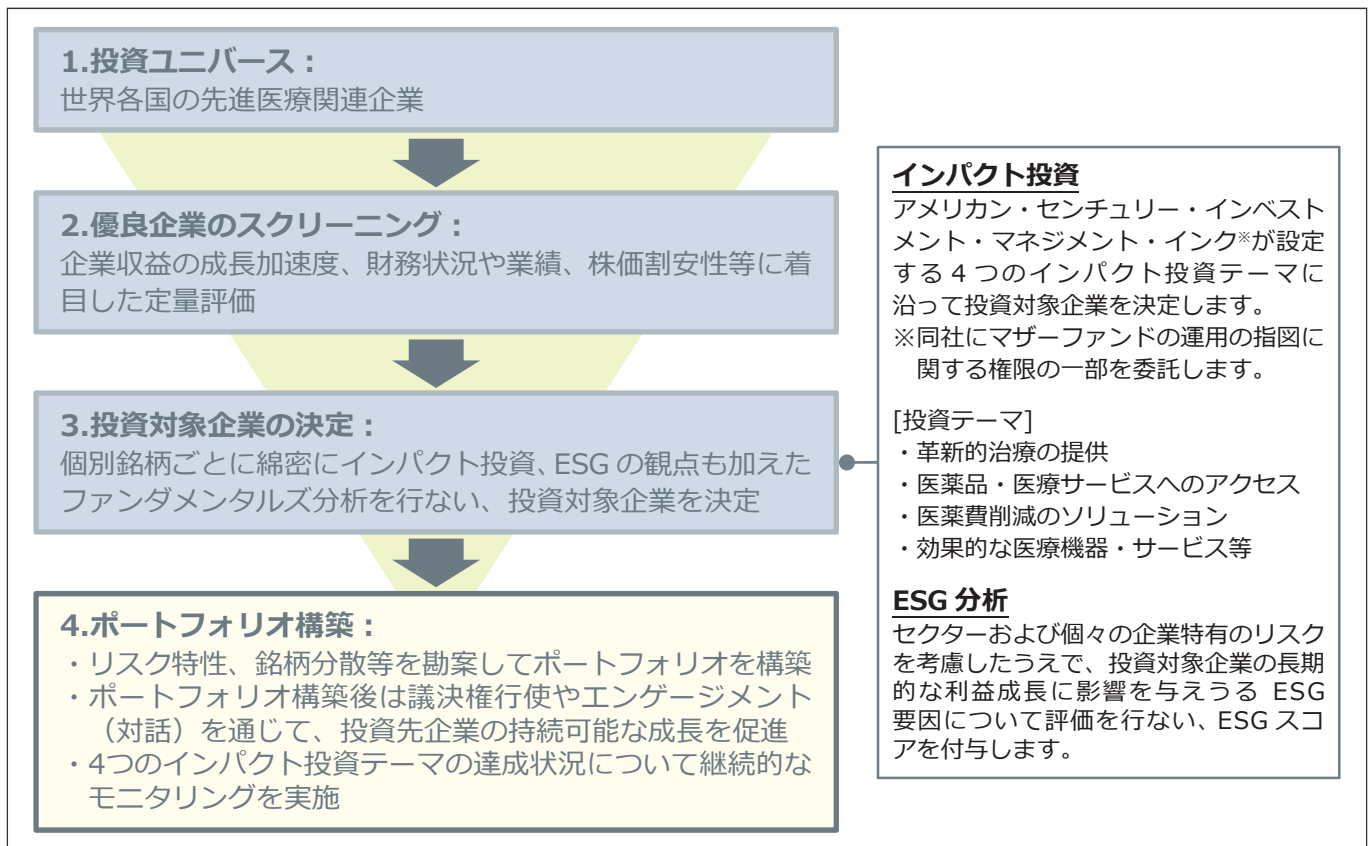 1.投資ユニバース：
世界各国の先進医療関連企業
2.優良企業のスクリーニング：
企業収益の成長加速度、財務状況や業績、株価割安性等に着
目した定量評価
3.投資対象企業の決定：
個別銘柄ごとに綿密にインパクト投資、ESG の観点も加えた
ファンダメンタルズ分析を行ない、投資対象企業を決定
4.ポートフォリオ構築：
・リスク特性、銘柄分散等を勘案してポートフォリオを構築
・ポートフォリオ構築後は議決権行使やエンゲージメント
（対話）を通じて、投資先企業の持続可能な成長を促進
・4つのインパクト投資テーマの達成状況について継続的な
モニタリングを実施
インパクト投資
アメリカン・センチュリー・インベスト
メント・マネジメント・インク※が設定
する 4 つのインパクト投資テーマに
沿って投資対象企業を決定します。
※同社にマザーファンドの運用の指図に
関する権限の一部を委託します。
[投資テーマ]
・革新的治療の提供
・医薬品・医療サービスへのアクセス
・医薬費削減のソリューション
・効果的な医療機器・サービス等
ESG 分析
セクターおよび個々の企業特有のリスク
を考慮したうえで、投資対象企業の長期
的な利益成長に影響を与えうる ESG
要因について評価を行ない、ESG スコ
アを付与します。